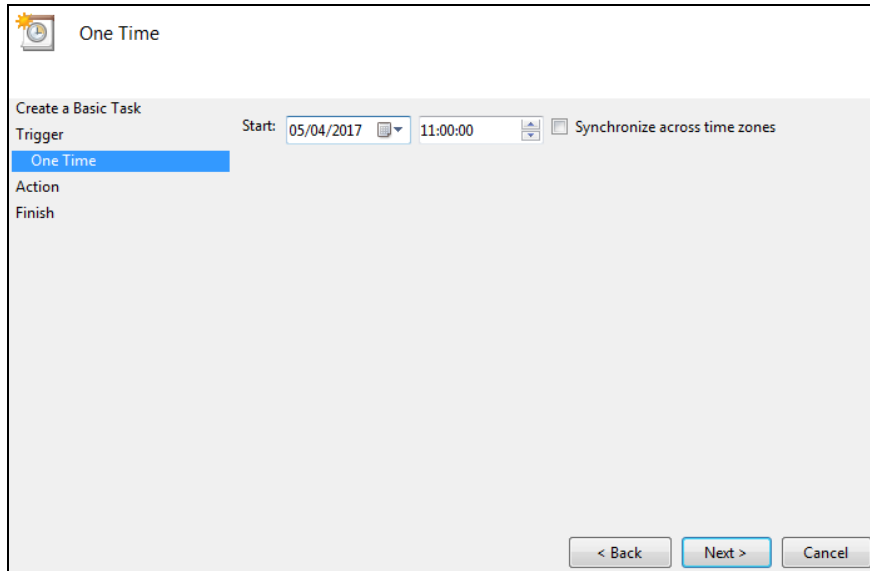 One Time
Create a Basic Task
Trigger
One Time
Action
Finish
Start: 05/04/2017 11:00:00 Synchronize across time zones
< Back Next > Cancel